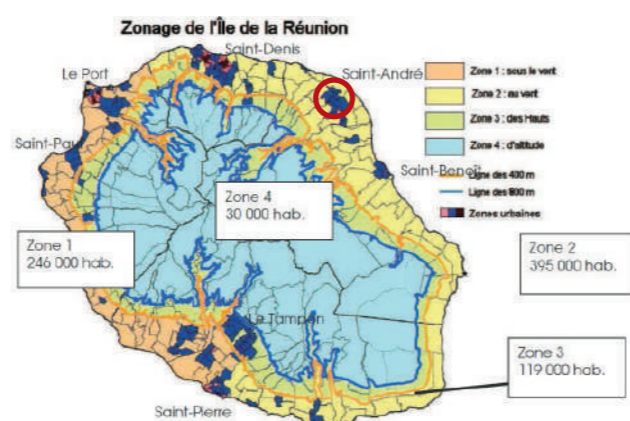 Zonage de l'Île de la Réunion
Saint-Denis
Le Port
Saint-André
Saint-Paul
Saint-Benoît
Le Tampon
Saint-Pierre
Zone 1 : sous le vent
Zone 2 : au vent
Zone 3 : des Hauts
Zone 4 : d'altitude
Ligne des 400 m
Ligne des 800 m
Zones urbaines
Zone 4
30 000 hab.
Zone 1
246 000 hab.
Zone 2
395 000 hab.
Zone 3
119 000 hab.